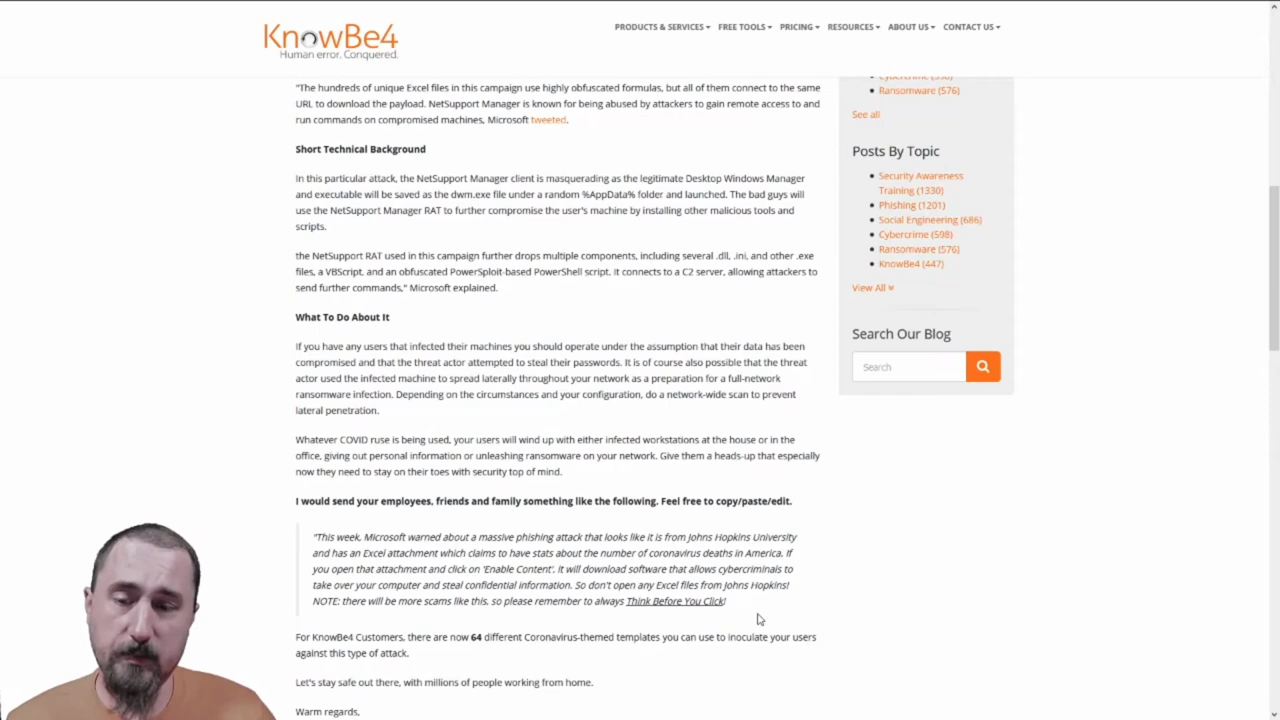 KnowBe4
Human error. Conquered.
PRODUCTS & SERVICES FREE TOOLS PRICING RESOURCES ABOUT US CONTACT US
"The hundreds of unique Excel files in this campaign use highly obfuscated formulas, but all of them connect to the same
URL to download the payload. NetSupport Manager is known for being abused by attackers to gain remote access to and
run commands on compromised machines, Microsoft tweeted.
Short Technical Background
In this particular attack, the NetSupport Manager client is masquerading as the legitimate Desktop Windows Manager
and executable will be saved as the dwm.exe file under a random %AppData% folder and launched. The bad guys will
use the NetSupport Manager RAT to further compromise the user's machine by installing other malicious tools and
scripts.
the NetSupport RAT used in this campaign further drops multiple components, including several .dll, .ini, and other .exe
files, a VBScript, and an obfuscated PowerSploit-based PowerShell script. it connects to a C2 server, allowing attackers to
send further commands," Microsoft explained.
What To Do About It
If you have any users that infected their machines you should operate under the assumption that their data has been
compromised and that the threat actor attempted to steal their passwords. It is of course also possible that the threat
actor used the infected machine to spread laterally throughout your network as a preparation for a full-network
ransomware infection. Depending on the circumstances and your configuration, do a network-wide scan to prevent
lateral penetration.
Whatever COVID ruse is being used, your users will wind up with either infected workstations at the house or in the
office, giving out personal information or unleashing ransomware on your network. Give them a heads-up that especially
now they need to stay on their toes with security top of mind.
I would send your employees, friends and family something like the following. Feel free to copy/paste/edit.
"This week, Microsoft warned about a massive phishing attack that looks like it is from Johns Hopkins University
and has an Excel attachment which claims to have stats about the number of coronavirus deaths in America. If
you open that attachment and click on 'Enable Content', it will download software that allows cybercriminals to
take over your computer and steal confidential information. So don't open any Excel files from Johns Hopkins!
NOTE: there will be more scams like this, so please remember to always Think Before You Click!
For KnowBe4 Customers, there are now 64 different Coronavirus-themed templates you can use to inoculate your users
against this type of attack.
Let's stay safe out there, with millions of people working from home.
Warm regards,
Cybercrime (598)
Ransomware (576)
See all
Posts By Topic
Security Awareness
Training (1330)
Phishing (1201)
Social Engineering (686)
Cybercrime (598)
Ransomware (576)
KnowBe4 (447)
View All
Search Our Blog
Search